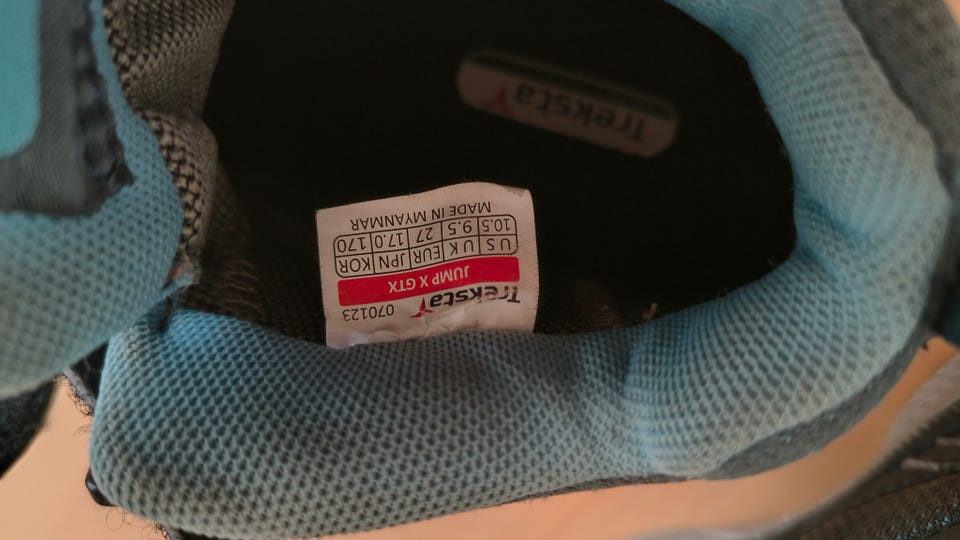 Treksta 070123
JUMP X GTX
US UK EUR JPN KOR
10.5 9.5 27 17.0 170
MADE IN MYANMAR
Treksta